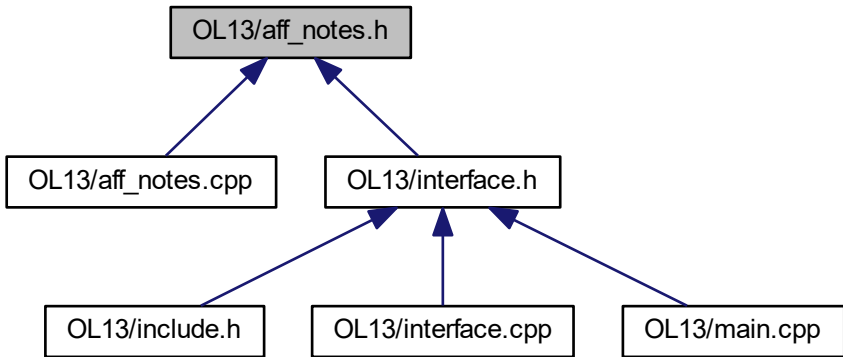 OL13/aff_notes.h
OL13/aff_notes.cpp
OL13/interface.h
OL13/include.h
OL13/interface.cpp
OL13/main.cpp